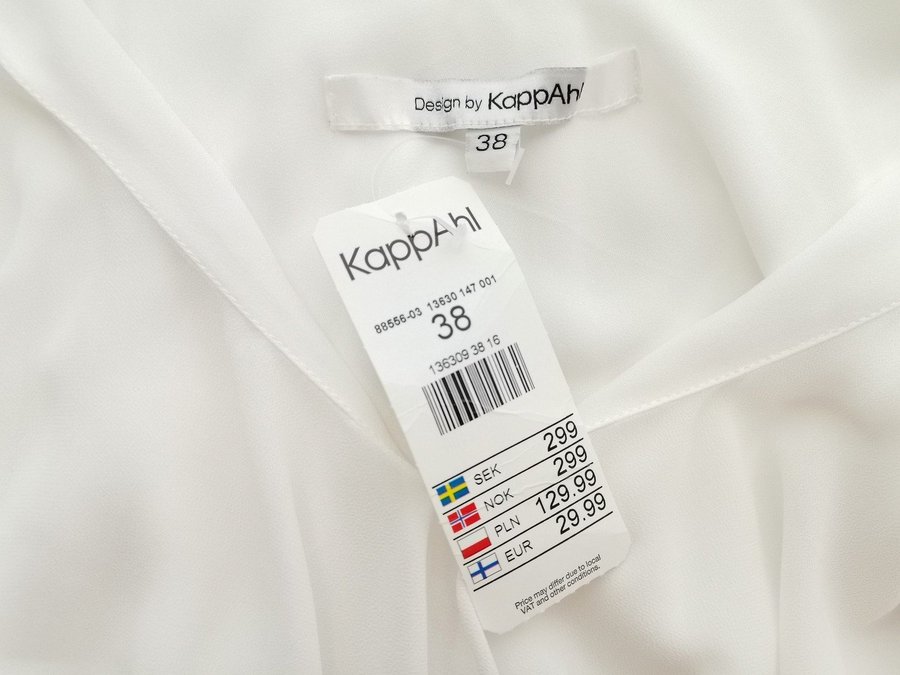 Design by KappAhl
38
KappAhl
88556-03 13630 147 001
38
136309 38 16
SEK 299
NOK 299
PLN 129.99
EUR 29.99
Price may differ due to local
VAT and other conditions.